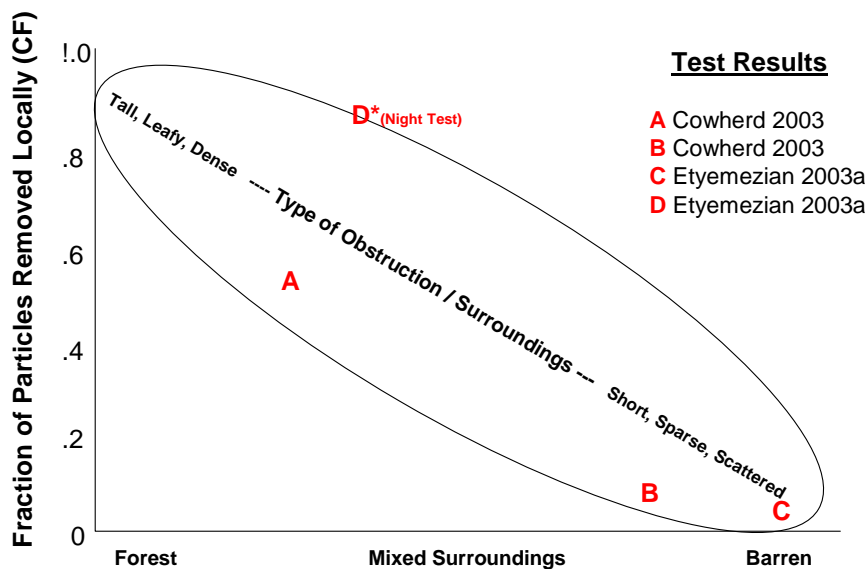 Fraction of Particles Removed Locally (CF)
!.0
.8
.6
.4
.2
0
Tall, Leafy, Dense ---- Type of Obstruction / Surroundings --- Short, Sparse, Scattered
D*(Night Test)
A
B
C
Test Results
A Cowherd 2003
B Cowherd 2003
C Etyemezian 2003a
D Etyemezian 2003a
Forest Mixed Surroundings Barren